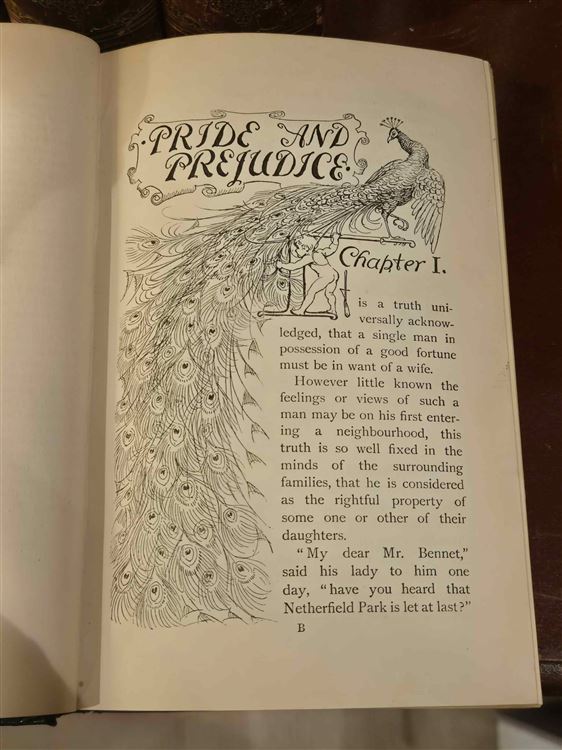 PRIDE AND
PREJUDICE.
Chapter I.
IT is a truth uni-
versally acknow-
ledged, that a single man in
possession of a good fortune
must be in want of a wife.
However little known the
feelings or views of such a
man may be on his first enter-
ing a neighbourhood, this
truth is so well fixed in the
minds of the surrounding
families, that he is considered
as the rightful property of
some one or other of their
daughters.
“My dear Mr. Bennet,”
said his lady to him one
day, “have you heard that
Netherfield Park is let at last?”
B